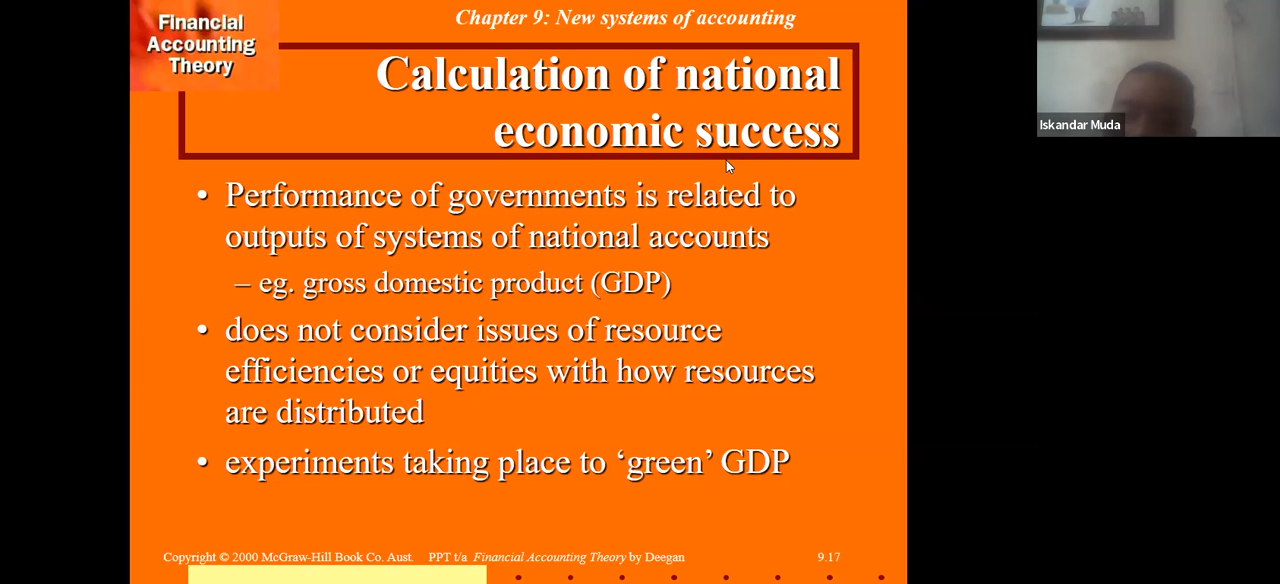 Financial
Accounting
Theory
Chapter 9: New systems of accounting
Calculation of national
economic success
• Performance of governments is related to
outputs of systems of national accounts
– eg. gross domestic product (GDP)
• does not consider issues of resource
efficiencies or equities with how resources
are distributed
• experiments taking place to ‘green’ GDP
Copyright © 2000 McGraw-Hill Book Co. Aust. PPT t/a Financial Accounting Theory by Deegan 9.17
Iskandar Muda